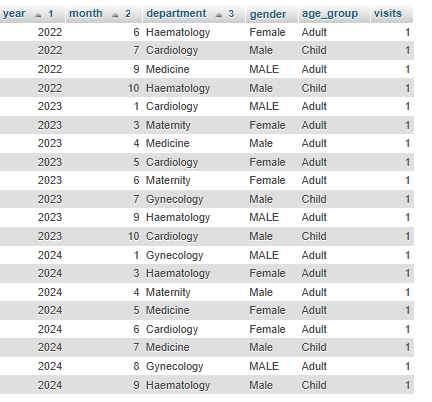 year 1 month 2 department 3 gender age_group visits
2022 6 Haematology Female Adult 1
2022 7 Cardiology Male Child 1
2022 9 Medicine MALE Adult 1
2022 10 Haematology Male Child 1
2023 1 Cardiology MALE Adult 1
2023 3 Maternity Female Adult 1
2023 4 Medicine Male Adult 1
2023 5 Cardiology Female Adult 1
2023 6 Maternity Female Adult 1
2023 7 Gynecology Male Child 1
2023 9 Haematology MALE Adult 1
2023 10 Cardiology Male Child 1
2024 1 Gynecology MALE Adult 1
2024 3 Haematology Female Adult 1
2024 4 Maternity Male Adult 1
2024 5 Medicine Female Adult 1
2024 6 Cardiology Female Adult 1
2024 7 Medicine Male Child 1
2024 8 Gynecology MALE Adult 1
2024 9 Haematology Male Child 1